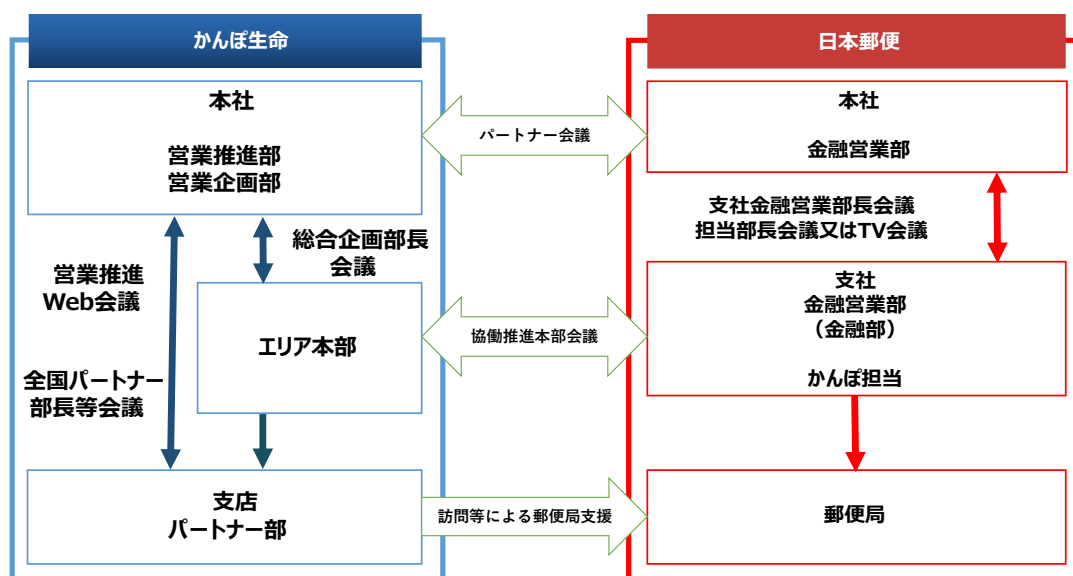 かんぽ生命
日本郵便
本社
営業推進部
営業企画部
パートナー会議
本社
金融営業部
総合企画部長
会議
営業推進
Web会議
支社金融営業部長会議
担当部長会議又はTV会議
エリア本部
協働推進本部会議
支社
金融営業部
（金融部）
かんぽ担当
全国パートナー
部長等会議
支店
パートナー部
訪問等による郵便局支援
郵便局